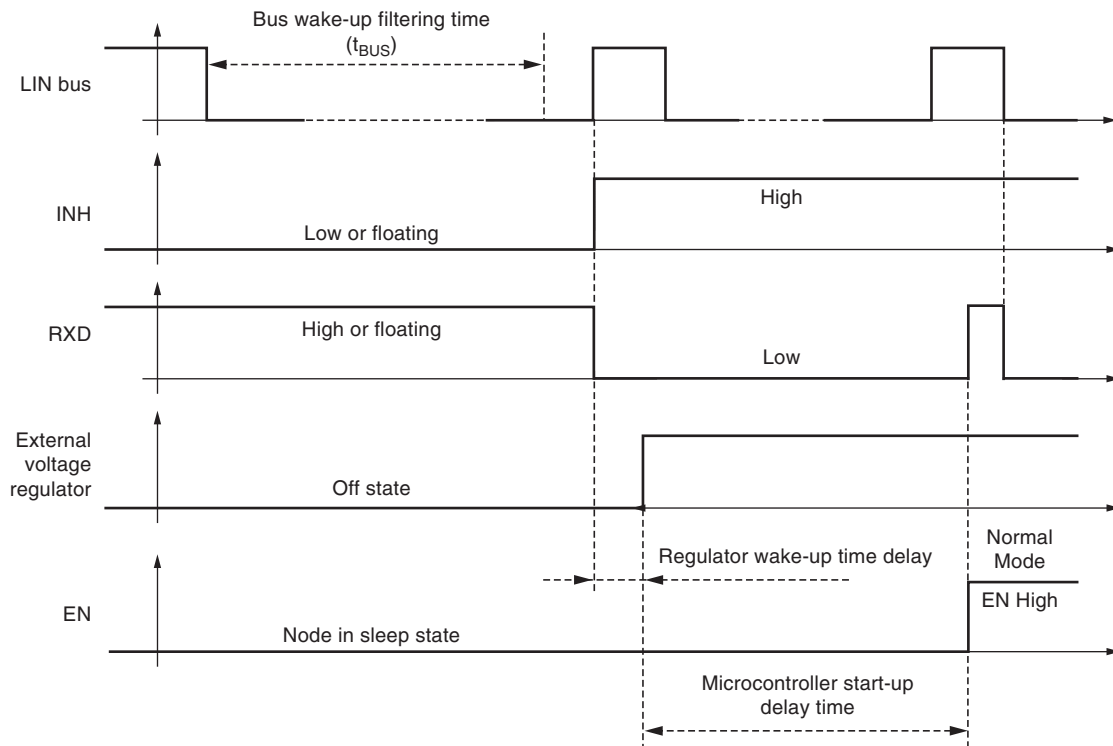 Bus wake-up filtering time
(tBUS)
LIN bus
INH
High
Low or floating
RXD
High or floating
Low
External
voltage
regulator
Off state
Regulator wake-up time delay
Normal
Mode
EN
EN High
Node in sleep state
Microcontroller start-up
delay time